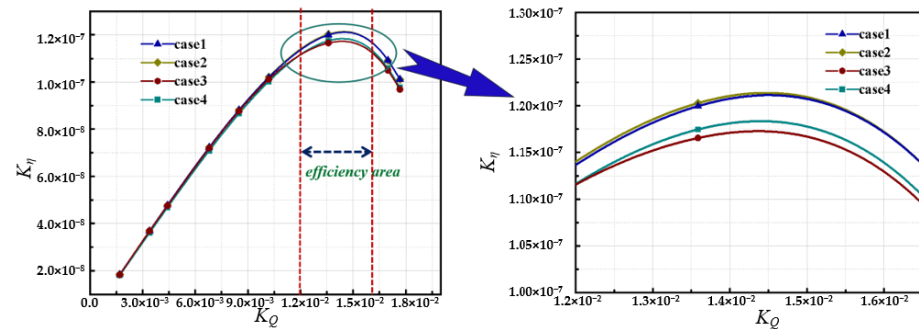 1.2×10⁻⁷
1.0×10⁻⁷
8.0×10⁻⁸
6.0×10⁻⁸
4.0×10⁻⁸
2.0×10⁻⁸
K_η
case1
case2
case3
case4
efficiency area
0.0 3.0×10⁻³ 6.0×10⁻³ 9.0×10⁻³ 1.2×10⁻² 1.5×10⁻² 1.8×10⁻²
K_Q
1.30×10⁻⁷
1.25×10⁻⁷
1.20×10⁻⁷
1.15×10⁻⁷
1.10×10⁻⁷
1.05×10⁻⁷
1.00×10⁻⁷
K_η
case1
case2
case3
case4
1.2×10⁻² 1.3×10⁻² 1.4×10⁻² 1.5×10⁻² 1.6×10⁻²
K_Q